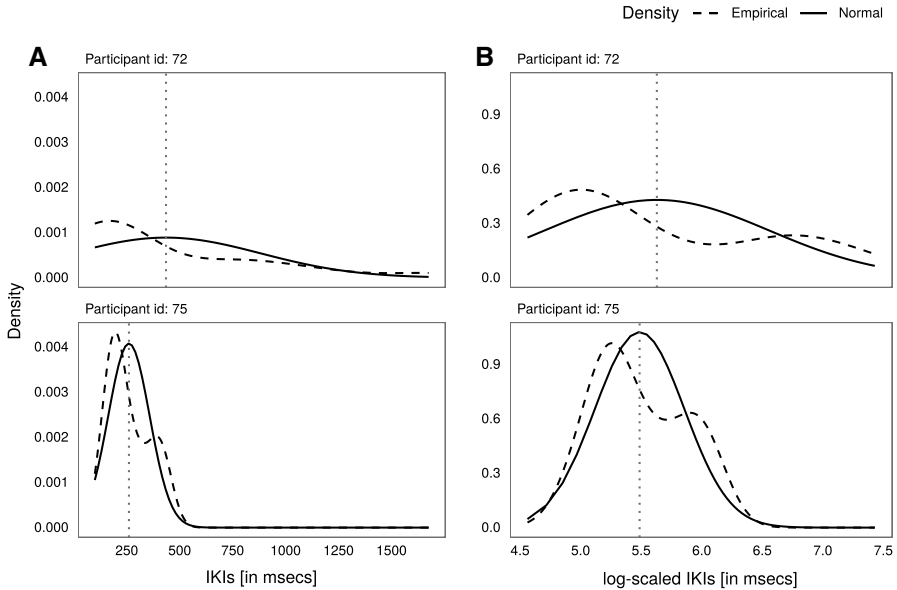 Density Empirical Normal
A
Participant id: 72
0.004
0.003
0.002
0.001
0.000
Participant id: 75
0.004
0.003
0.002
0.001
0.000
250 500 750 1000 1250 1500
IKIs [in msecs]
Density
B
Participant id: 72
0.9
0.6
0.3
0.0
Participant id: 75
0.9
0.6
0.3
0.0
4.5 5.0 5.5 6.0 6.5 7.0 7.5
log-scaled IKIs [in msecs]